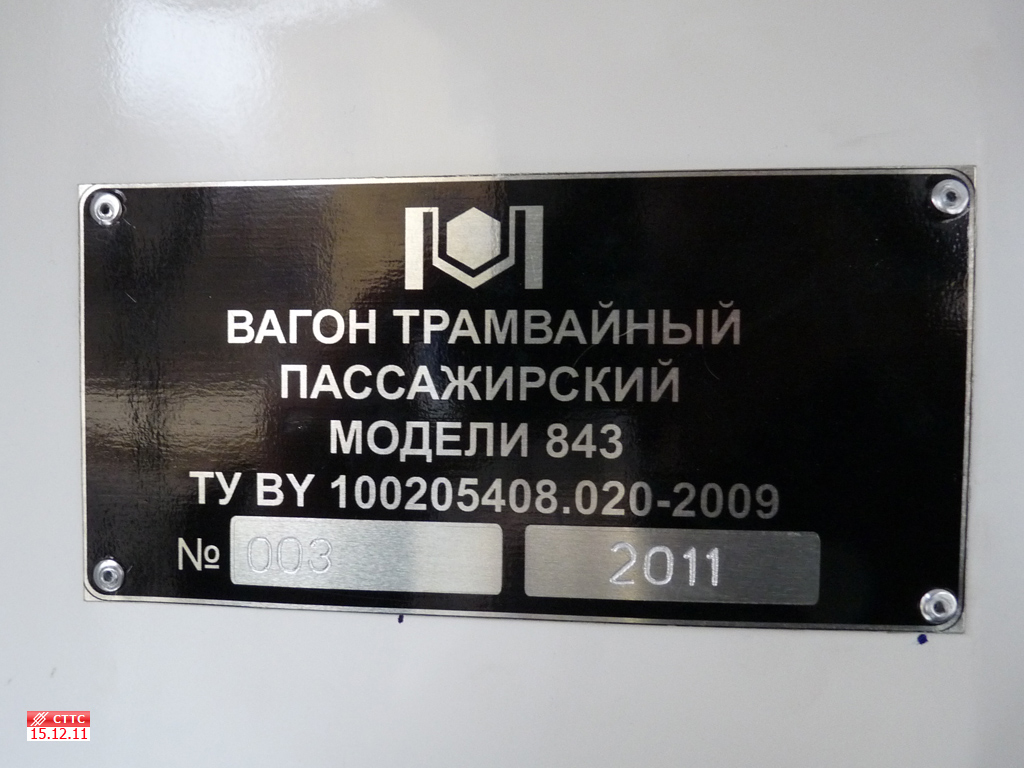 ВАГОН ТРАМВАЙНЫЙ
ПАССАЖИРСКИЙ
МОДЕЛИ 843
ТУ BY 100205408.020-2009
№ 003 2011
СТТС
15.12.11